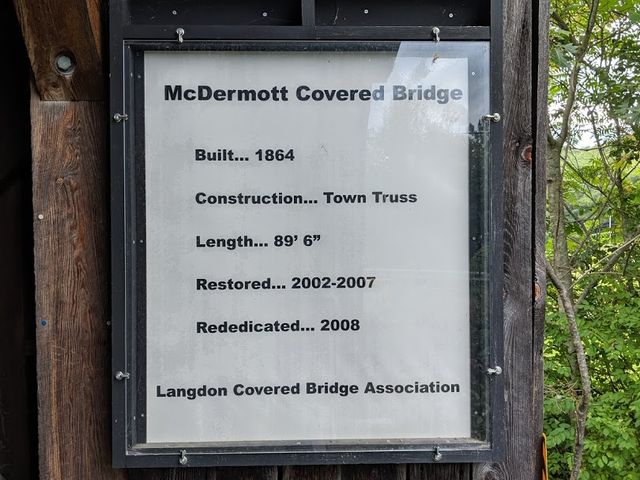 McDermott Covered Bridge
Built... 1864
Construction... Town Truss
Length... 89' 6”
Restored... 2002-2007
Rededicated... 2008
Langdon Covered Bridge Association